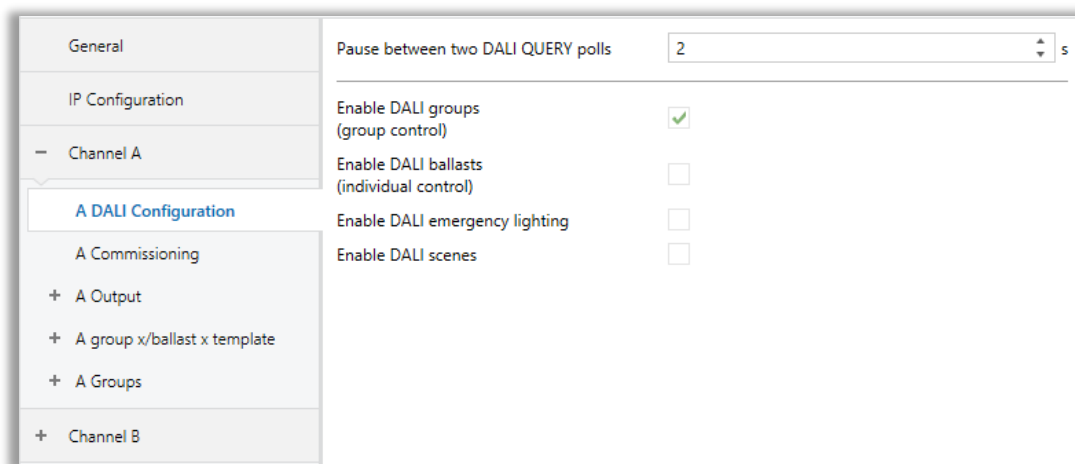 General
IP Configuration
− Channel A
A DALI Configuration
A Commissioning
+ A Output
+ A group x/ballast x template
+ A Groups
+ Channel B
Pause between two DALI QUERY polls 2 s
Enable DALI groups
(group control)
Enable DALI ballasts
(individual control)
Enable DALI emergency lighting
Enable DALI scenes